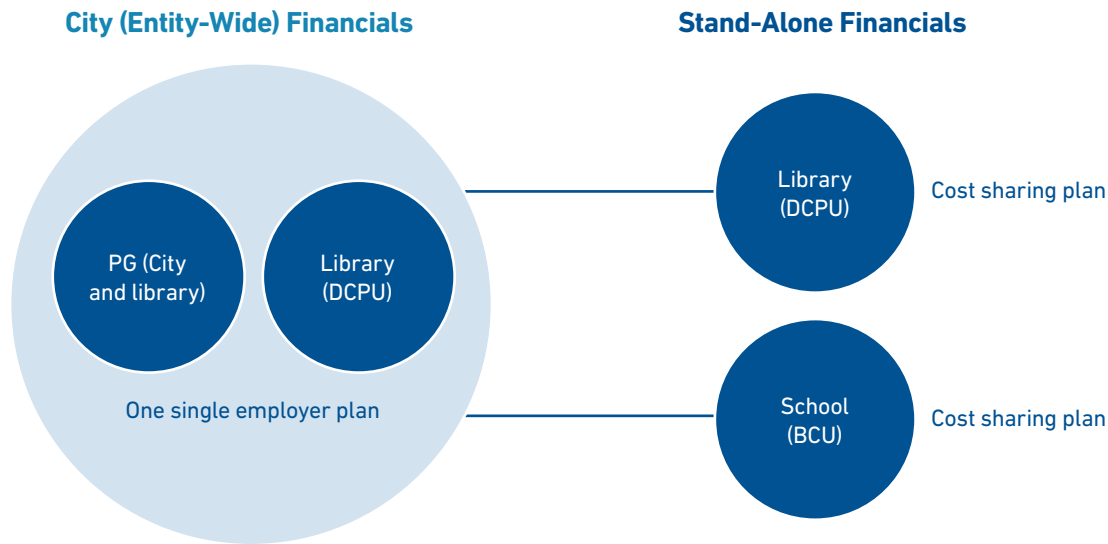 City (Entity-Wide) Financials
Stand-Alone Financials
PG (City
and library)
Library
(DCPU)
One single employer plan
Library
(DCPU)
Cost sharing plan
School
(BCU)
Cost sharing plan